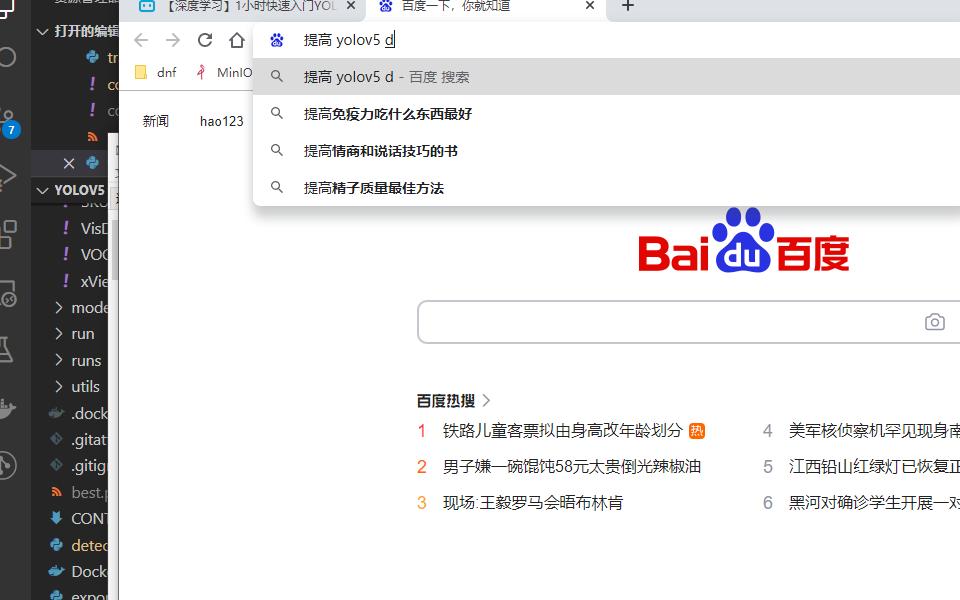 打开的编辑
YOLOV5
7
mode
run
runs
utils
.dock
.gitat
.gitig
best.p
CONT
detec
Dock
expor
VisD
VOC
xVie
【深度学习】1小时快速入门YOL
百度一下，你就知道
提高 yolov5 d
dnf
MinIO
提高 yolov5 d - 百度 搜索
提高免疫力吃什么东西最好
提高情商和说话技巧的书
提高精子质量最佳方法
新闻 hao123
Bai du 百度
百度热搜
1 铁路儿童客票拟由身高改年龄划分 热
2 男子嫌一碗馄饨58元太贵倒光辣椒油
3 现场:王毅罗马会晤布林肯
4 美军核侦察机罕见现身南
5 江西铅山红绿灯已恢复正
6 黑河对确诊学生开展一对